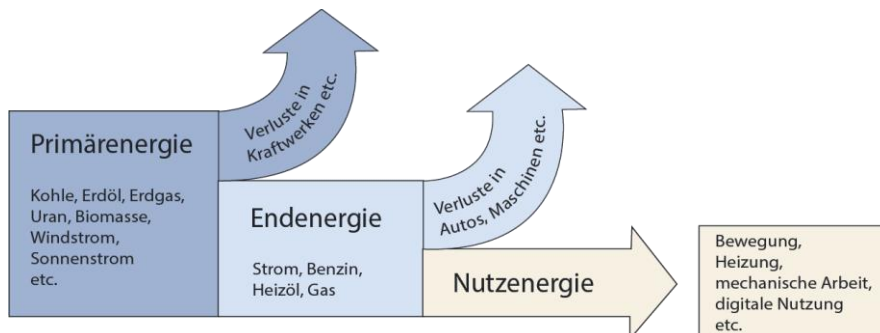 Verluste in
Kraftwerken etc.
Primärenergie
Kohle, Erdöl, Erdgas,
Uran, Biomasse,
Windstrom,
Sonnenstrom
etc.
Verluste in
Autos, Maschinen etc.
Endenergie
Strom, Benzin,
Heizöl, Gas
Nutzenergie
Bewegung,
Heizung,
mechanische Arbeit,
digitale Nutzung
etc.